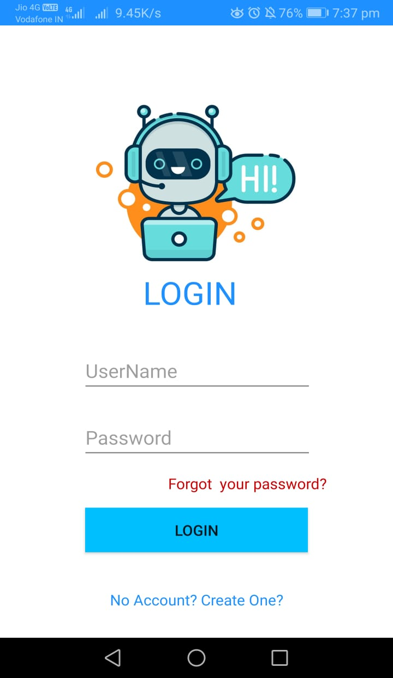 Jio 4G VoLTE 4G 9.45K/s 76% 7:37 pm
Vodafone IN
HI!
LOGIN
UserName
Password
Forgot  your password?
LOGIN
No Account? Create One?